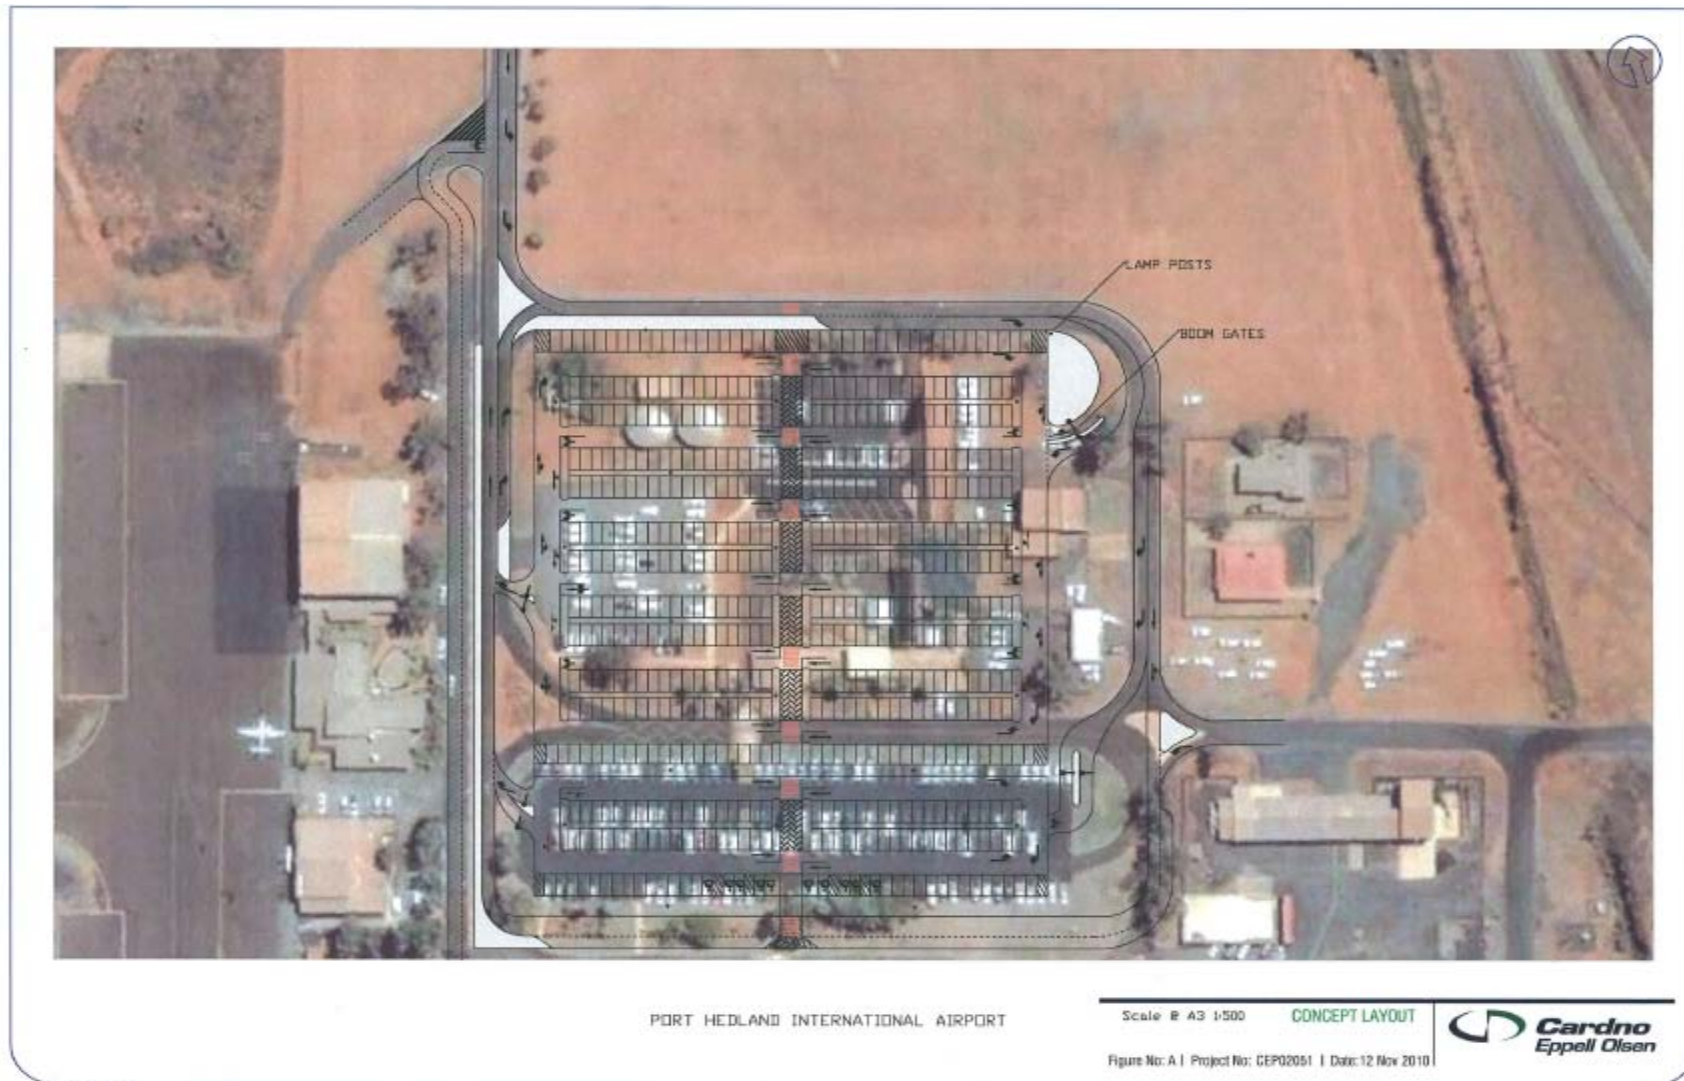 LAMP POSTS
BOOM GATES
PORT HEDLAND INTERNATIONAL AIRPORT
Scale @ A3 1:500 CONCEPT LAYOUT
Figure No: A | Project No: CEP02051 | Date: 12 Nov 2010
Cardno
Eppell Olsen